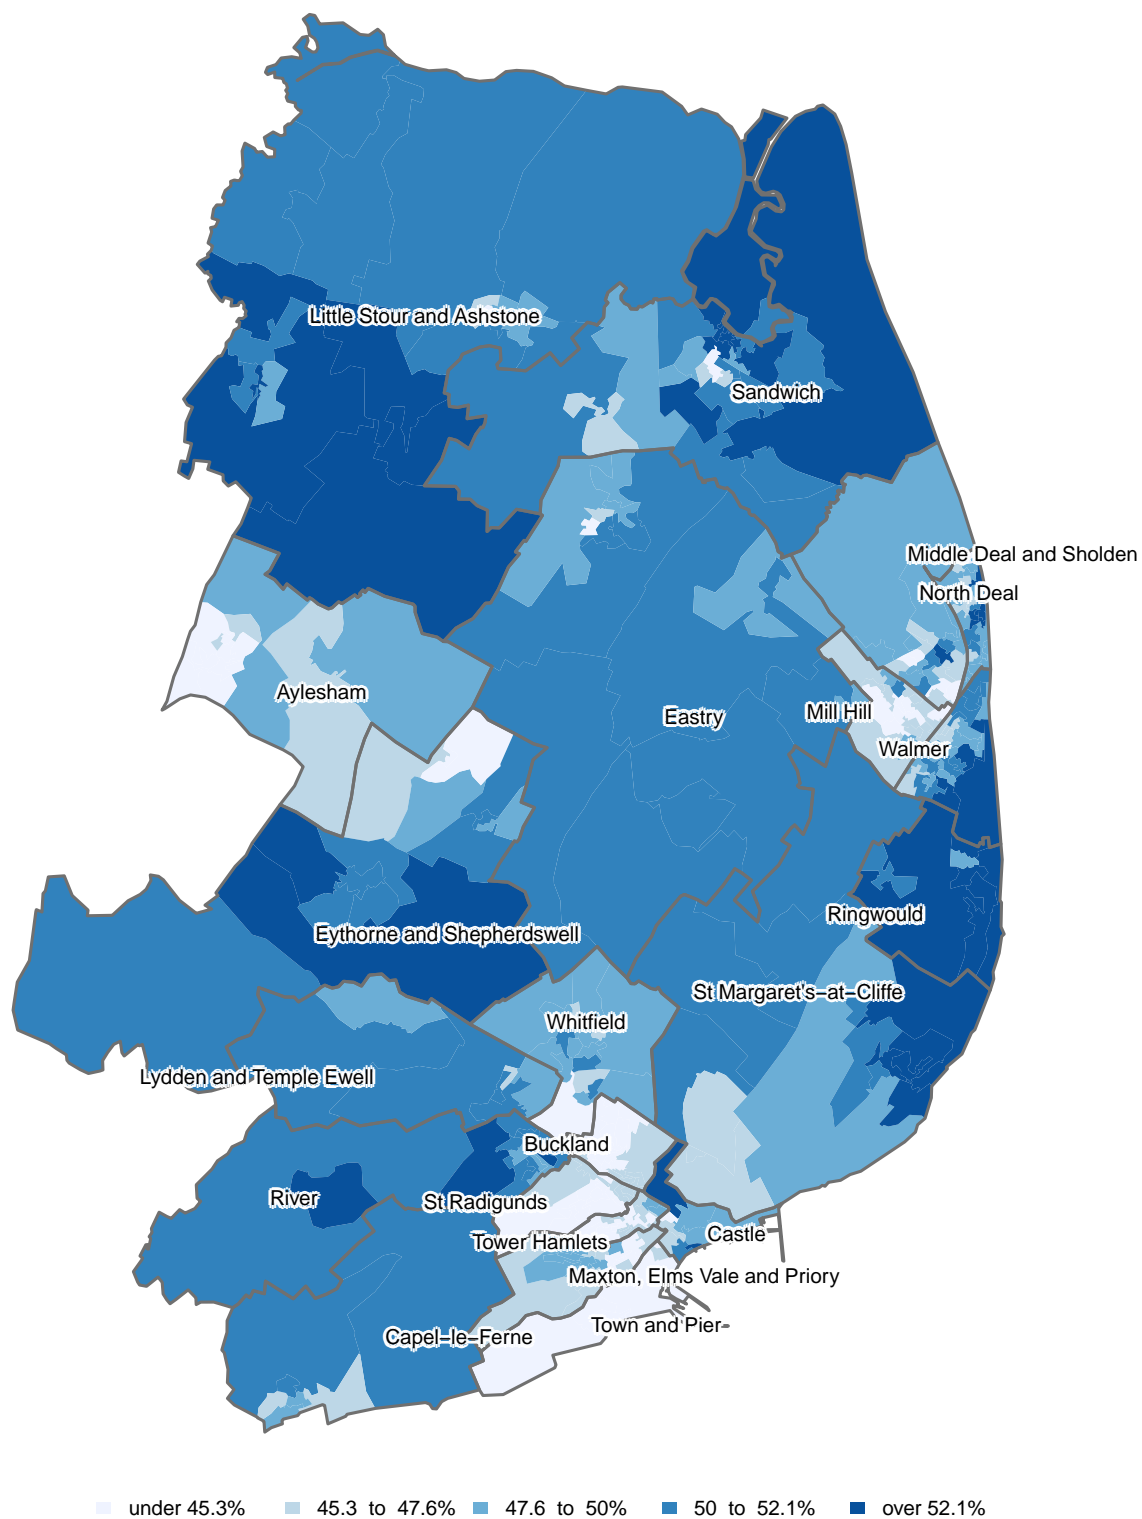 Little Stour and Ashstone
Sandwich
Middle Deal and Sholden
North Deal
Aylesham
Mill Hill
Eastry
Walmer
Ringwould
Eythorne and Shepherdswell
St Margaret's−at−Cliffe
Whitfield
Lydden and Temple Ewell
Buckland
River
St Radigunds
Castle
Tower Hamlets
Maxton, Elms Vale and Priory
Town and Pier
Capel−le−Ferne
under 45.3% 45.3 to 47.6% 47.6 to 50% 50 to 52.1% over 52.1%